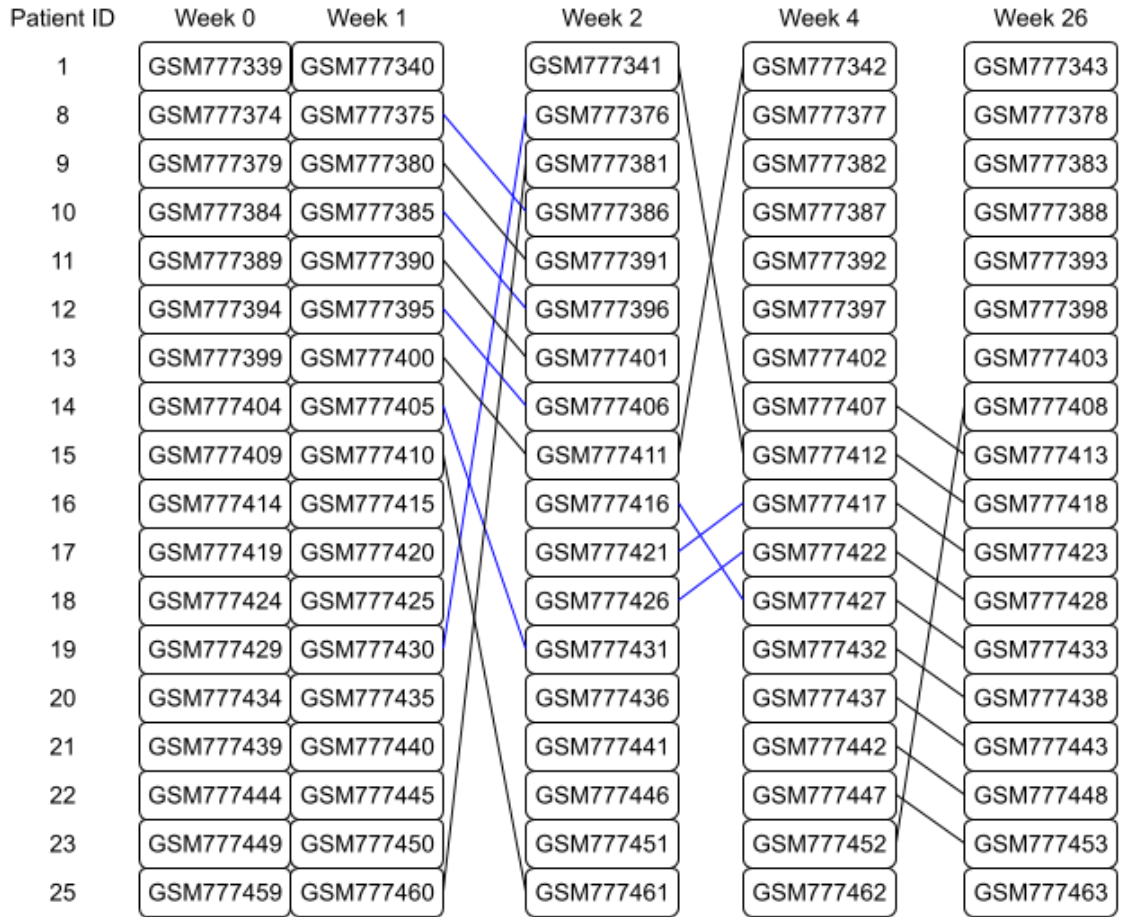 Patient ID Week 0 Week 1 Week 2 Week 4 Week 26
1 GSM777339 GSM777340 GSM777341 GSM777342 GSM777343
8 GSM777374 GSM777375 GSM777376 GSM777377 GSM777378
9 GSM777379 GSM777380 GSM777381 GSM777382 GSM777383
10 GSM777384 GSM777385 GSM777386 GSM777387 GSM777388
11 GSM777389 GSM777390 GSM777391 GSM777392 GSM777393
12 GSM777394 GSM777395 GSM777396 GSM777397 GSM777398
13 GSM777399 GSM777400 GSM777401 GSM777402 GSM777403
14 GSM777404 GSM777405 GSM777406 GSM777407 GSM777408
15 GSM777409 GSM777410 GSM777411 GSM777412 GSM777413
16 GSM777414 GSM777415 GSM777416 GSM777417 GSM777418
17 GSM777419 GSM777420 GSM777421 GSM777422 GSM777423
18 GSM777424 GSM777425 GSM777426 GSM777427 GSM777428
19 GSM777429 GSM777430 GSM777431 GSM777432 GSM777433
20 GSM777434 GSM777435 GSM777436 GSM777437 GSM777438
21 GSM777439 GSM777440 GSM777441 GSM777442 GSM777443
22 GSM777444 GSM777445 GSM777446 GSM777447 GSM777448
23 GSM777449 GSM777450 GSM777451 GSM777452 GSM777453
25 GSM777459 GSM777460 GSM777461 GSM777462 GSM777463